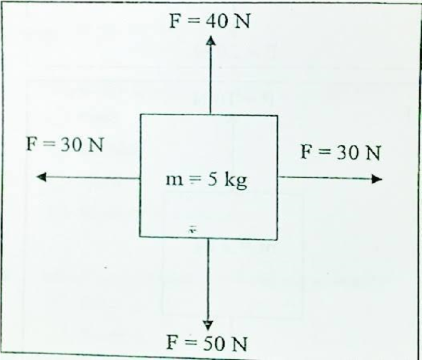 F = 40 N
F = 30 N
F = 30 N
m = 5 kg
F = 50 N